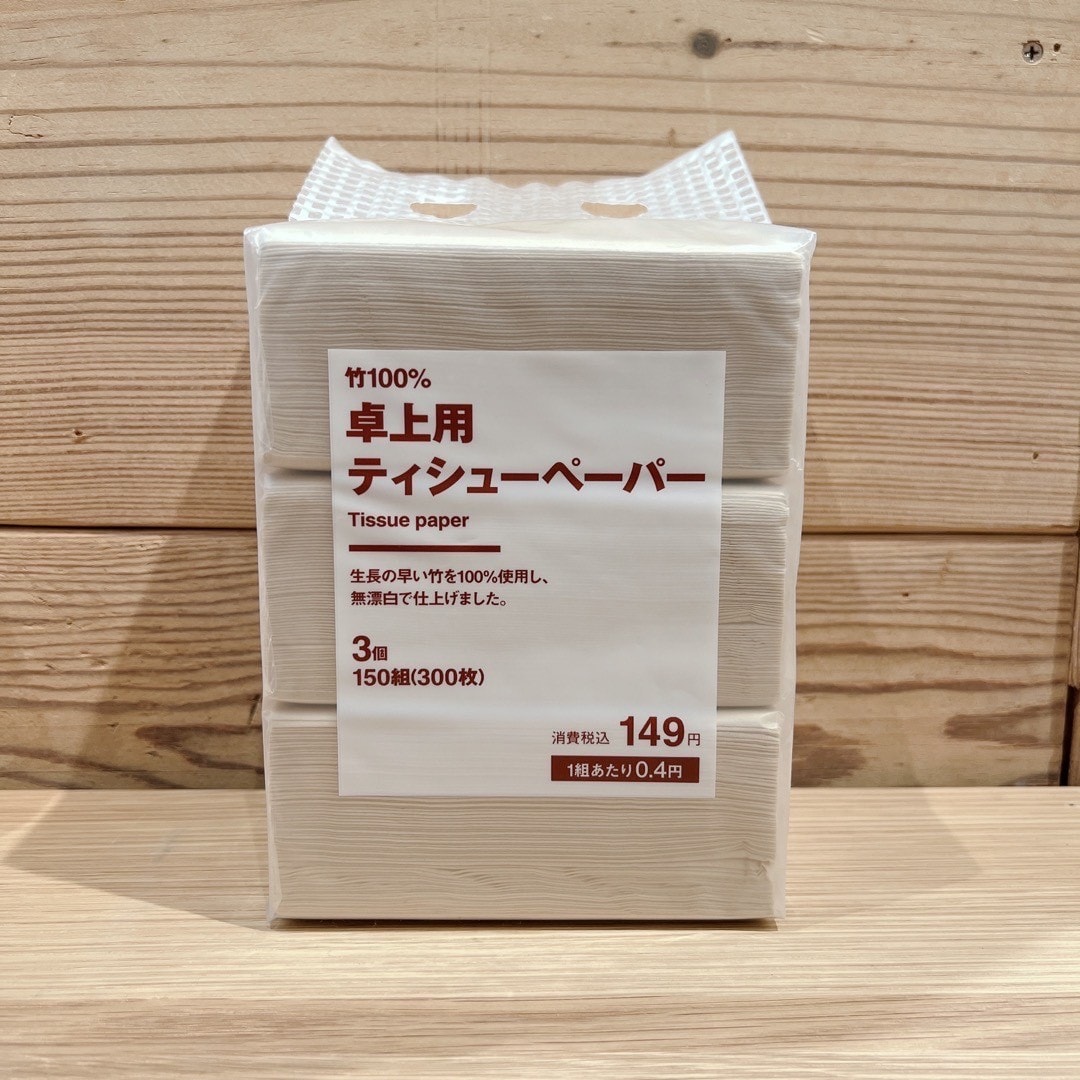 竹100%
卓上用
ティシューペーパー
Tissue paper
生長の早い竹を100%使用し、
無漂白で仕上げました。
3個
150組(300枚)
消費税込 149円
1組あたり0.4円